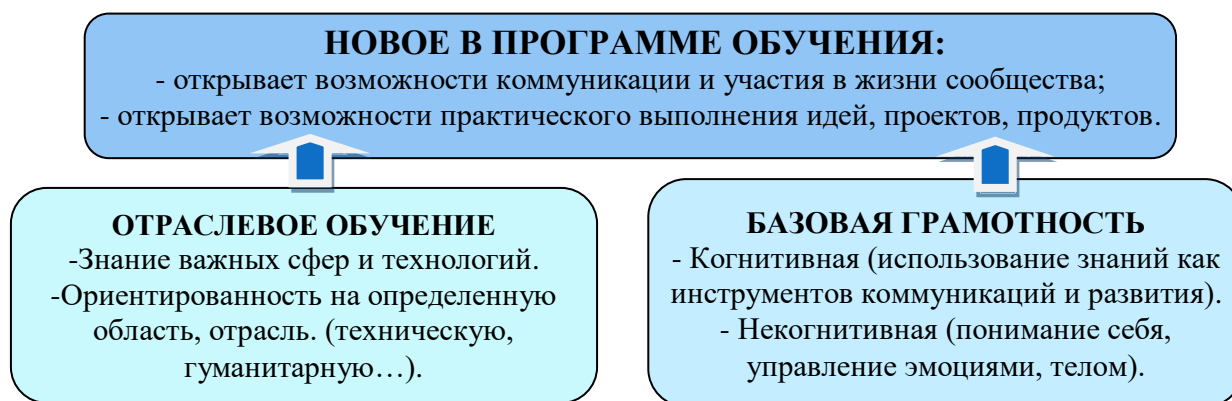 НОВОЕ В ПРОГРАММЕ ОБУЧЕНИЯ:
- открывает возможности коммуникации и участия в жизни сообщества;
- открывает возможности практического выполнения идей, проектов, продуктов.
ОТРАСЛЕВОЕ ОБУЧЕНИЕ
-Знание важных сфер и технологий.
-Ориентированность на определенную
область, отрасль. (техническую,
гуманитарную…).
БАЗОВАЯ ГРАМОТНОСТЬ
- Когнитивная (использование знаний как
инструментов коммуникаций и развития).
- Некогнитивная (понимание себя,
управление эмоциями, телом).